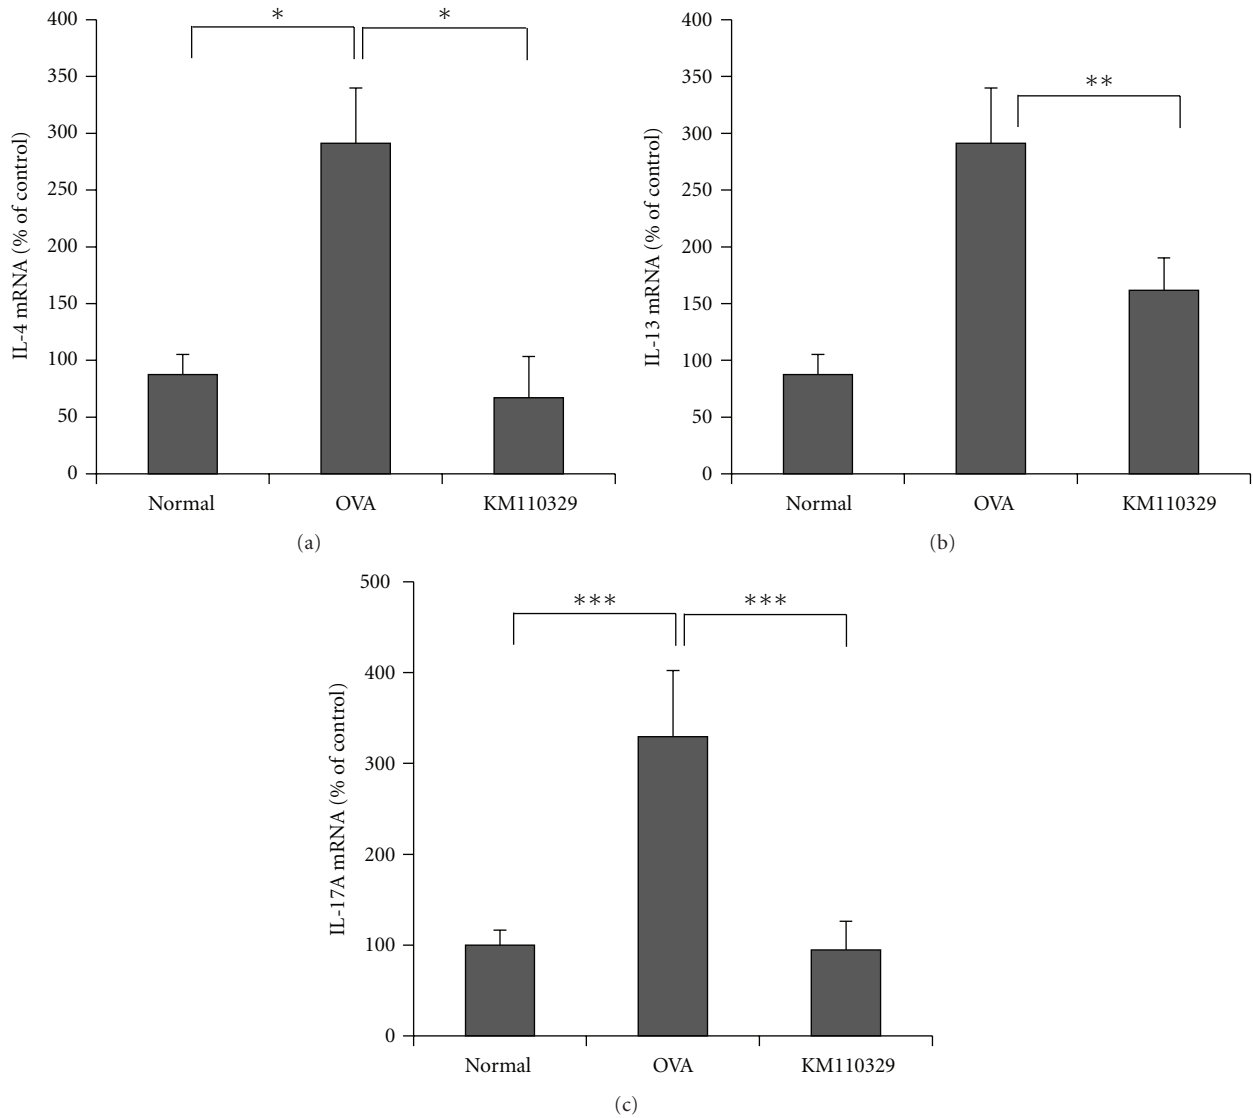 400
350
300
250
200
150
100
50
0
IL-4 mRNA (% of control)
*
*
Normal
OVA
KM110329
(a)
400
350
300
250
200
150
100
50
0
IL-13 mRNA (% of control)
**
Normal
OVA
KM110329
(b)
500
400
300
200
100
0
IL-17A mRNA (% of control)
***
***
Normal
OVA
KM110329
(c)